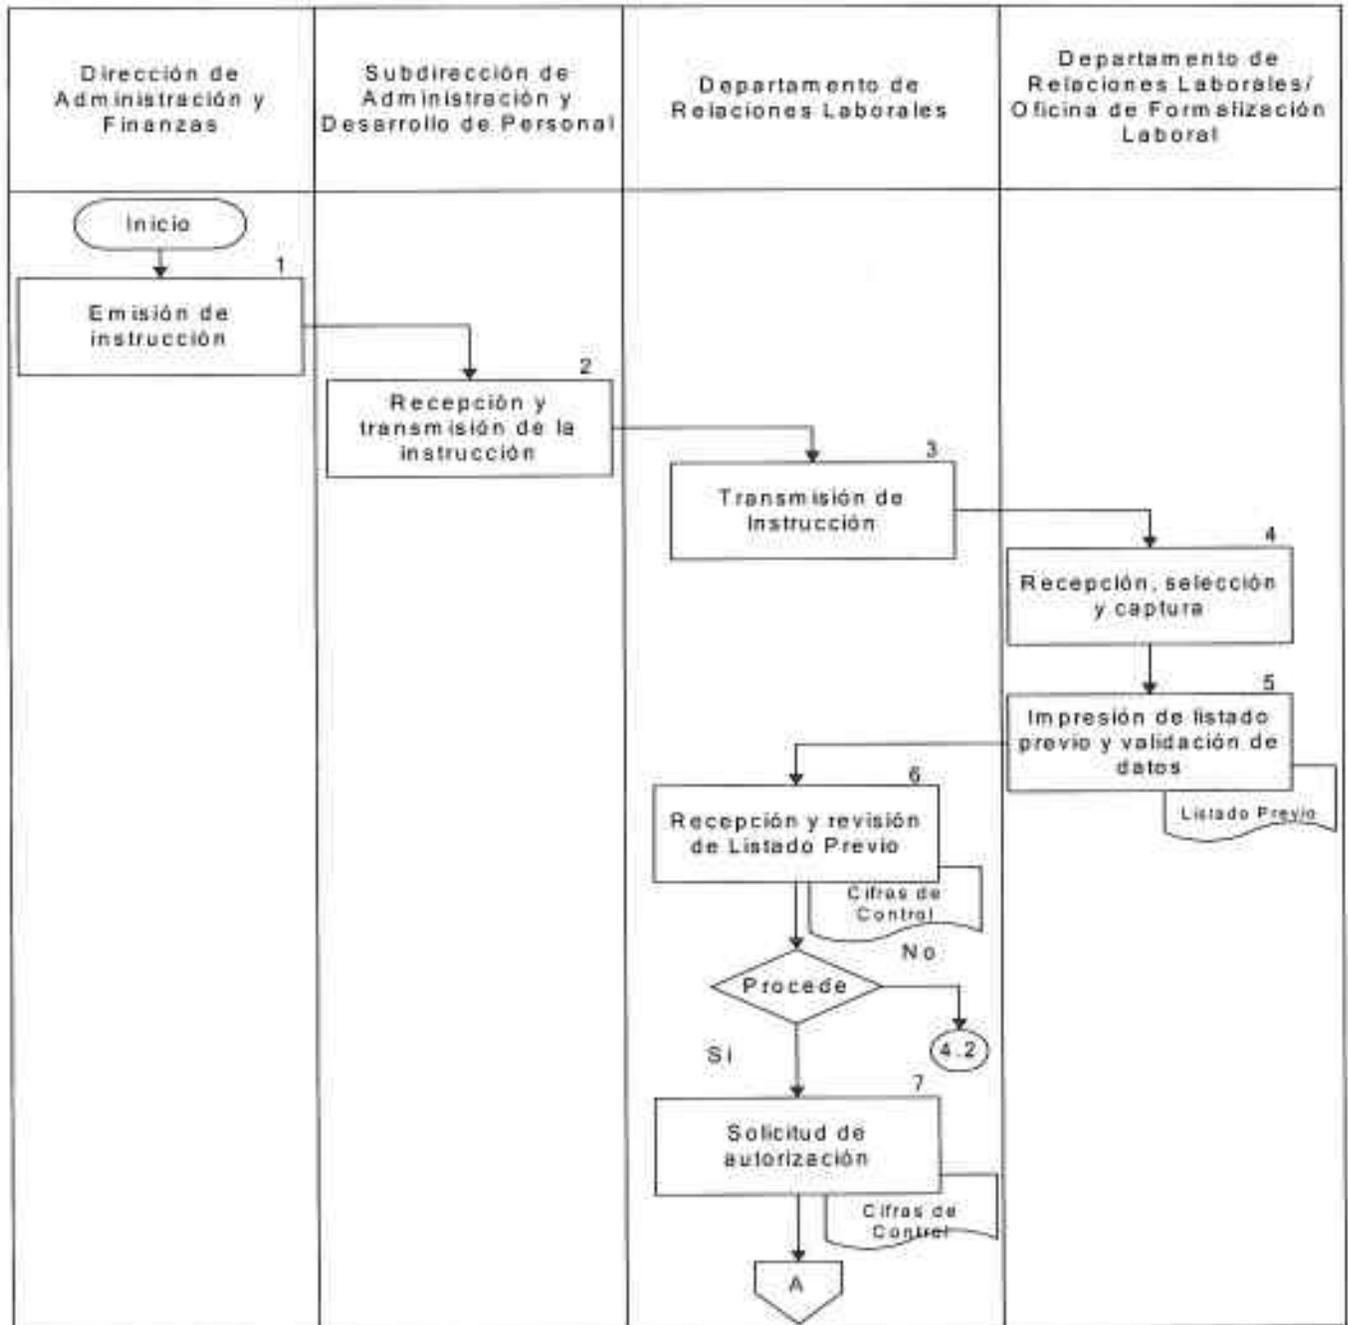 Dirección de
Administración y
Finanzas
Subdirección de
Administración y
Desarrollo de Personal
Departamento de
Relaciones Laborales
Departamento de
Relaciones Laborales/
Oficina de Formalización
Laboral
Inicio
1
Emisión de
instrucción
2
Recepción y
transmisión de la
instrucción
3
Transmisión de
Instrucción
4
Recepción, selección
y captura
5
Impresión de listado
previo y validación de
datos
Listado Previo
6
Recepción y revisión
de Listado Previo
Cifras de
Control
No
Procede
4.2
Sí
7
Solicitud de
autorización
Cifras de
Control
A